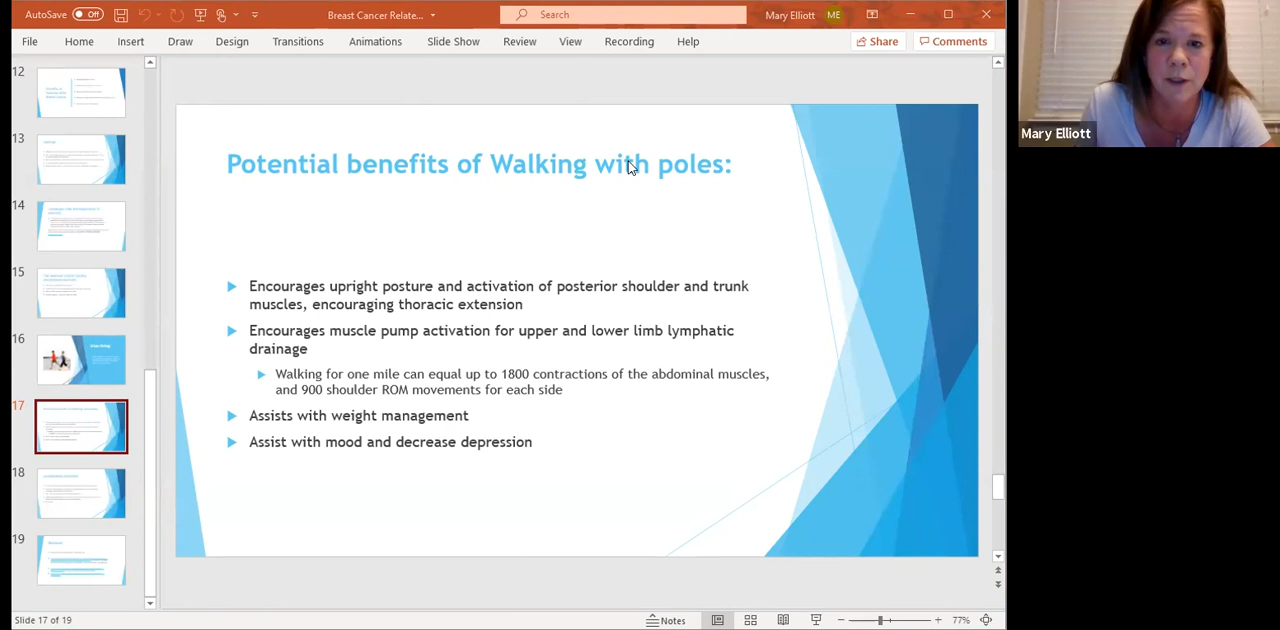 AutoSave Off
Breast Cancer Relate...
Search
Mary Elliott ME
File Home Insert Draw Design Transitions Animations Slide Show Review View Recording Help
Share Comments
12
13
14
15
16
17
18
19
Potential benefits of Walking with poles:
Encourages upright posture and activation of posterior shoulder and trunk
muscles, encouraging thoracic extension
Encourages muscle pump activation for upper and lower limb lymphatic
drainage
Walking for one mile can equal up to 1800 contractions of the abdominal muscles,
and 900 shoulder ROM movements for each side
Assists with weight management
Assist with mood and decrease depression
Mary Elliott
Slide 17 of 19
Notes
77%